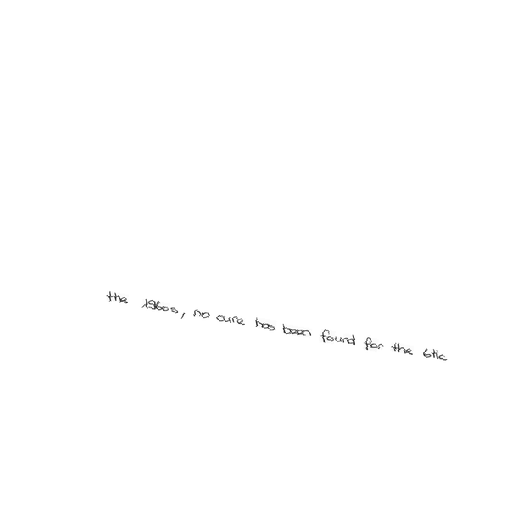 the 1960s, no cure has been found for the